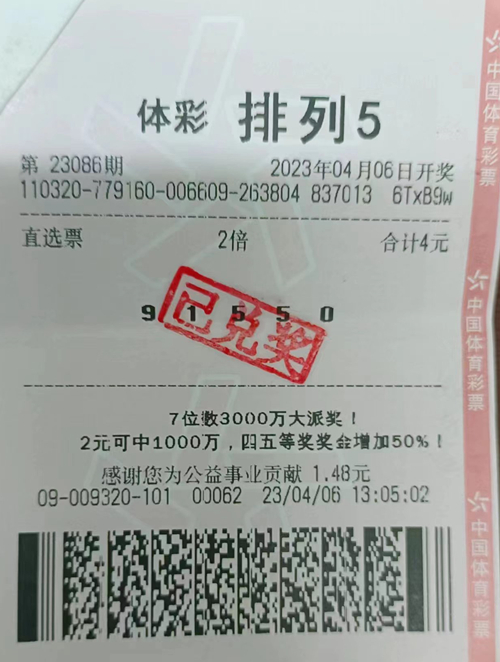 体彩 排列5
第 23086期 2023年04月06日开奖
110320-779160-006609-263804 837013 6TxB9w
直选票 2倍 合计4元
9 1 5 5 0
已兑奖
7位数3000万大派奖！
2元可中1000万，四五等奖奖会增加50%！
感谢您为公益事业贡献 1.48元
09-009320-101 00062 23/04/06 13:05:02
中国体育彩票
中国体育彩票
中国体育彩票